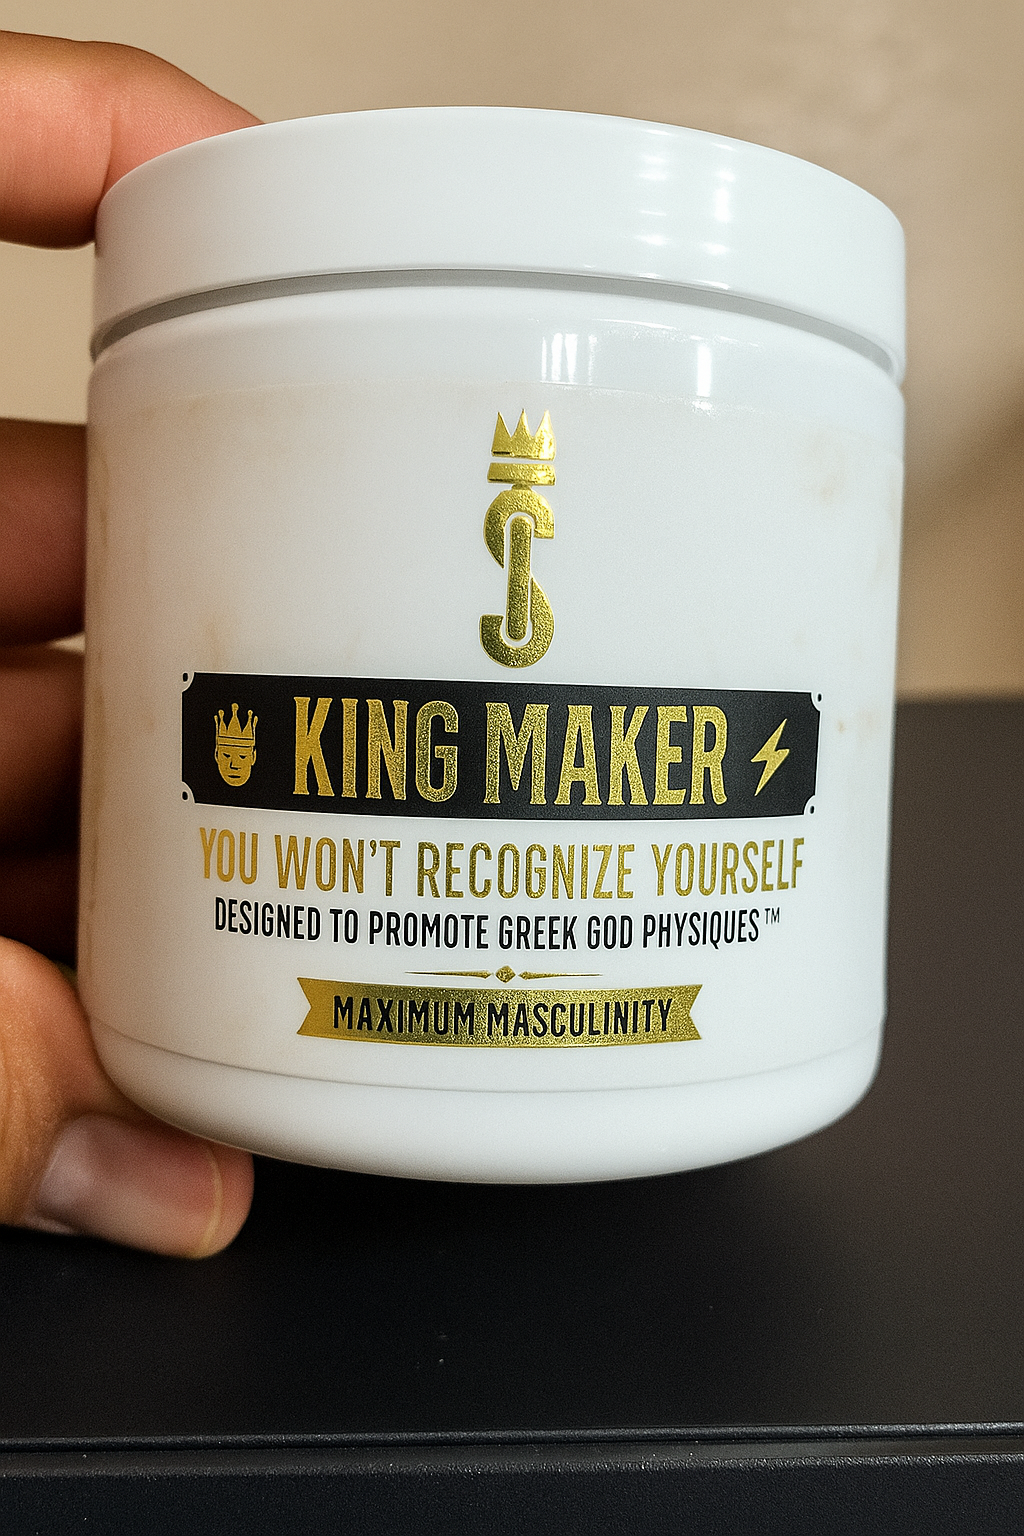 KING MAKER
YOU WON'T RECOGNIZE YOURSELF
DESIGNED TO PROMOTE GREEK GOD PHYSIQUES™
MAXIMUM MASCULINITY